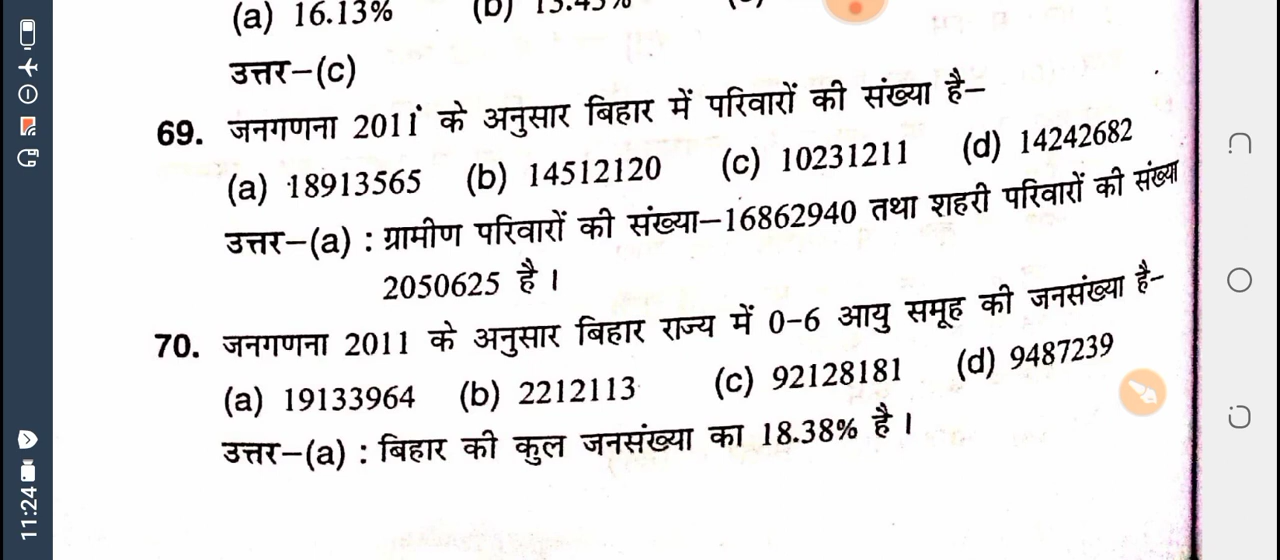 (a) 16.13%
उत्तर–(c)
69. जनगणना 2011 के अनुसार बिहार में परिवारों की संख्या है–
(a) 18913565 (b) 14512120 (c) 10231211 (d) 14242682
उत्तर–(a) : ग्रामीण परिवारों की संख्या–16862940 तथा शहरी परिवारों की संख्या
2050625 है ।
70. जनगणना 2011 के अनुसार बिहार राज्य में 0–6 आयु समूह की जनसंख्या है–
(a) 19133964 (b) 2212113 (c) 92128181 (d) 9487239
उत्तर–(a) : बिहार की कुल जनसंख्या का 18.38% है ।
11:24